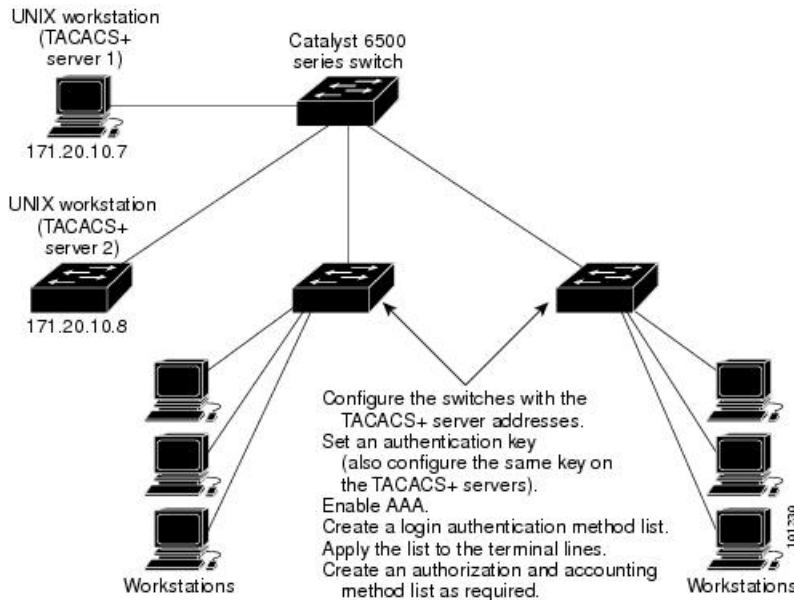 UNIX workstation
(TACACS+
server 1)
Catalyst 6500
series switch
171.20.10.7
UNIX workstation
(TACACS+
server 2)
171.20.10.8
Configure the switches with the
TACACS+ server addresses.
Set an authentication key
(also configure the same key on
the TACACS+ servers).
Enable AAA.
Create a login authentication method list.
Apply the list to the terminal lines.
Create an authorization and accounting
method list as required.
Workstations
Workstations
101230